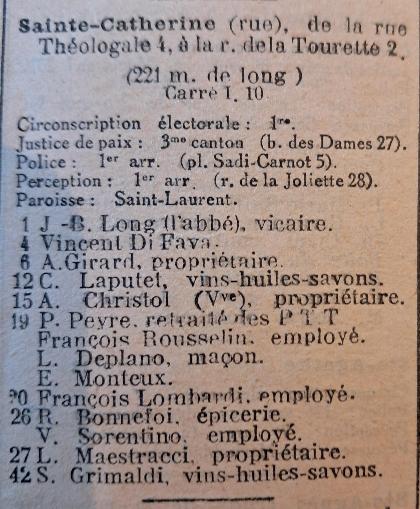 Sainte-Catherine (rue), de la rue
Théologale 4, à la r. de la Tourette 2.
(221 m. de long )
Carré I. 10
Circonscription électorale : 1re.
Justice de paix : 3me canton (b. des Dames 27).
Police : 1er arr. (pl. Sadi-Carnot 5).
Perception : 1er arr. (r. de la Joliette 28).
Paroisse : Saint-Laurent.
1 J -B. Long (l'abbé), vicaire.
4 Vincent Di Fava.
6 A. Girard, propriétaire.
12 C. Laputet, vins-huiles-savons.
15 A. Christol (Vve), propriétaire.
19 P. Peyre, retraité des P T T
François Rousselin, employé.
L. Deplano, maçon.
E. Monteux.
20 François Lombardi, employé.
26 R. Bonnefoi, épicerie.
V. Sorentino, employé.
27 L. Maestracci, propriétaire.
42 S. Grimaldi, vins-huiles-savons.